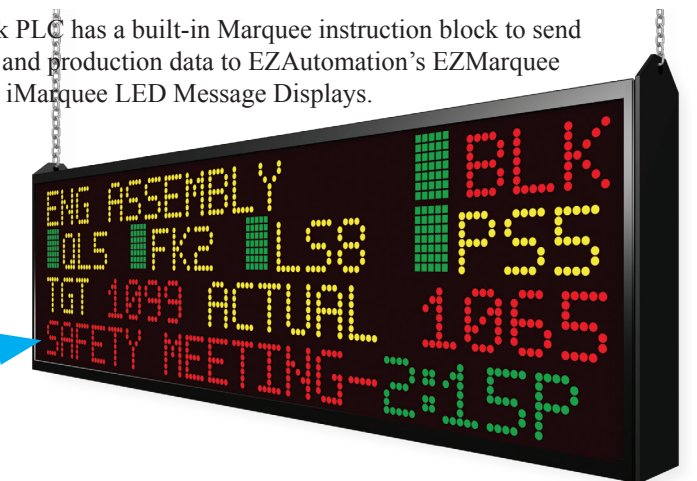 k PLC has a built-in Marquee instruction block to send
and production data to EZAutomation's EZMarquee
iMarquee LED Message Displays.
ENG ASSEMBLY BLK
QL5 FK2 LS8 PS5
TGT 1099 ACTUAL 1065
SAFETY MEETING-2:15P